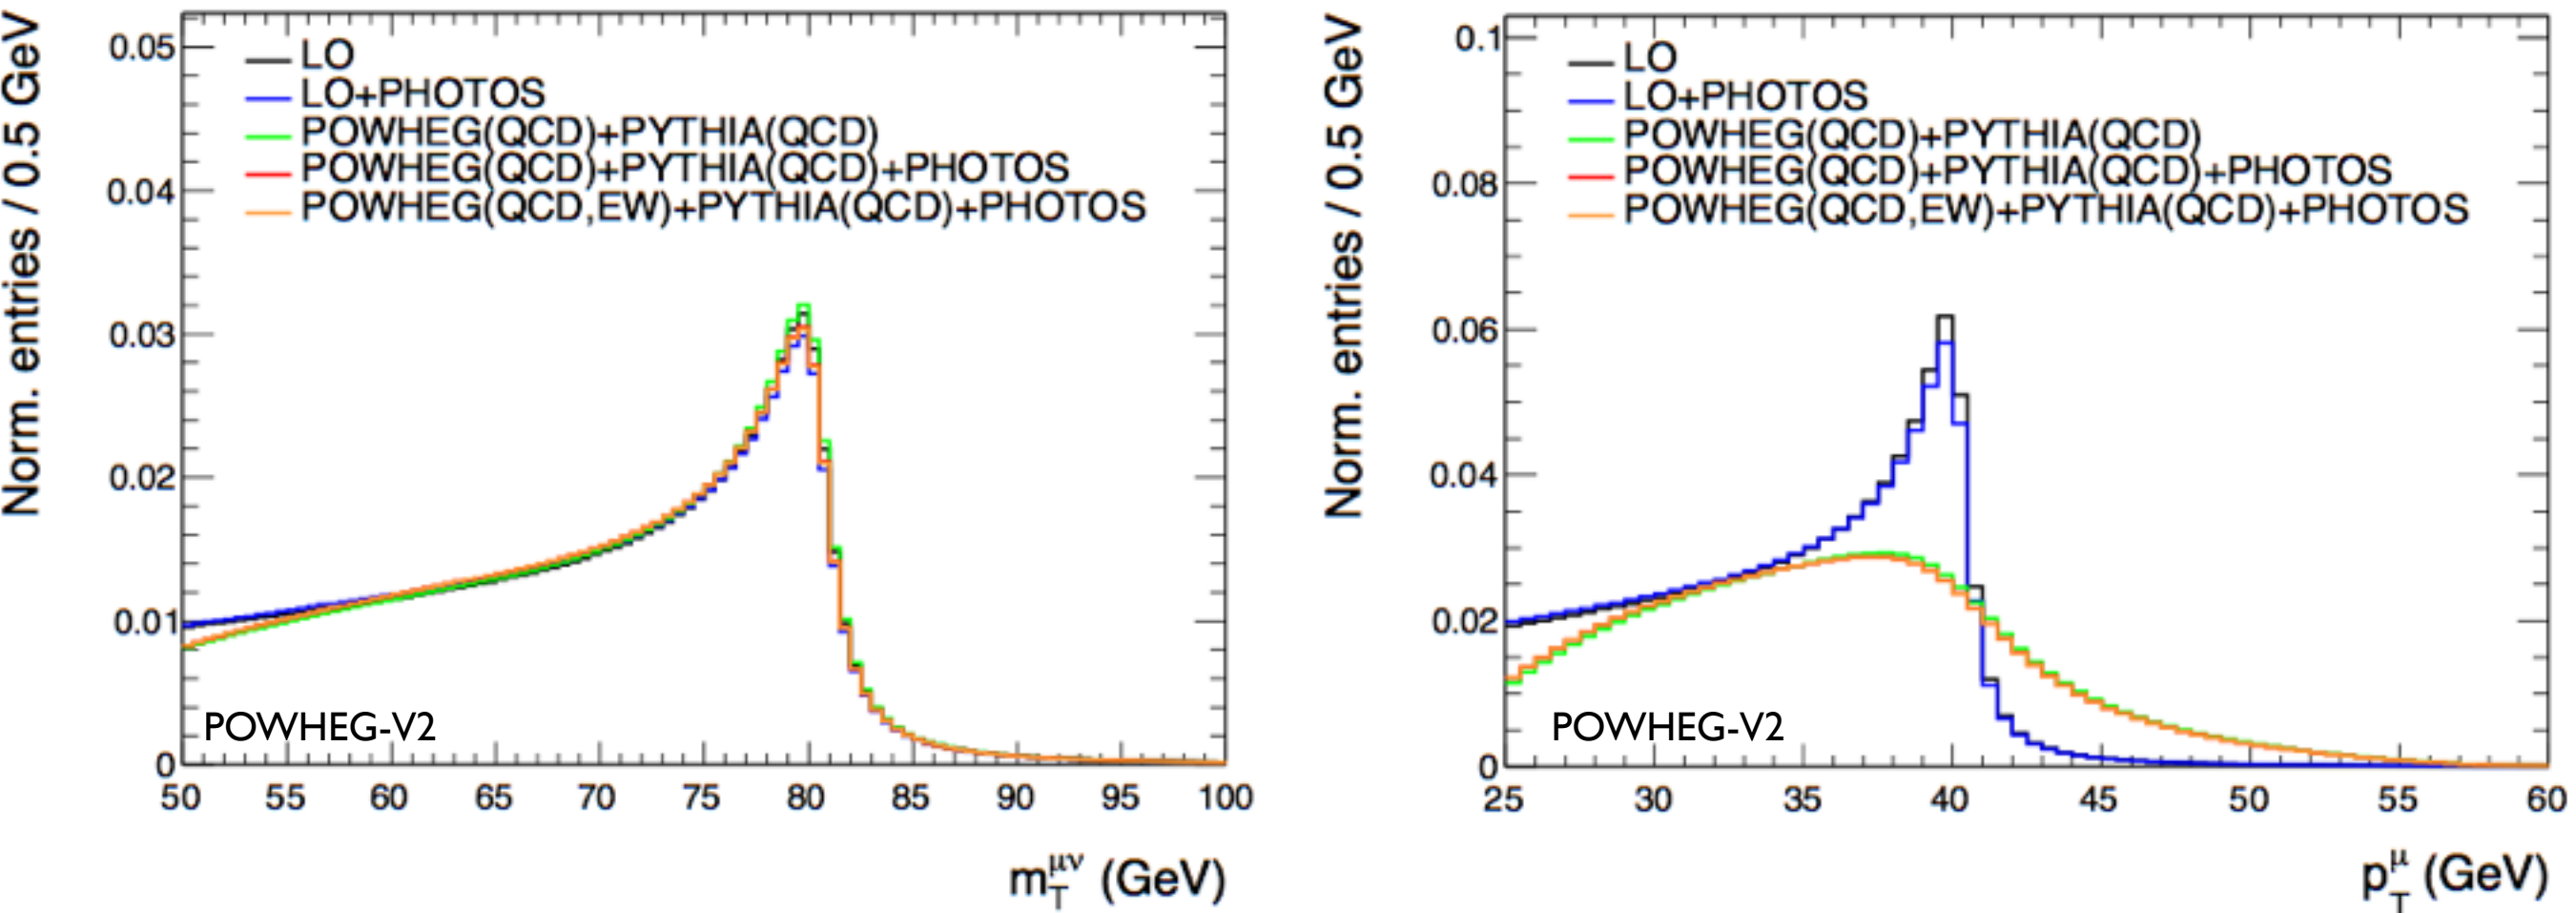 Norm. entries / 0.5 GeV
0.05
0.04
0.03
0.02
0.01
0
LO
LO+PHOTOS
POWHEG(QCD)+PYTHIA(QCD)
POWHEG(QCD)+PYTHIA(QCD)+PHOTOS
POWHEG(QCD,EW)+PYTHIA(QCD)+PHOTOS
POWHEG-V2
50 55 60 65 70 75 80 85 90 95 100
m_T^μν (GeV)
Norm. entries / 0.5 GeV
0.1
0.08
0.06
0.04
0.02
0
LO
LO+PHOTOS
POWHEG(QCD)+PYTHIA(QCD)
POWHEG(QCD)+PYTHIA(QCD)+PHOTOS
POWHEG(QCD,EW)+PYTHIA(QCD)+PHOTOS
POWHEG-V2
25 30 35 40 45 50 55 60
p_T^μ (GeV)